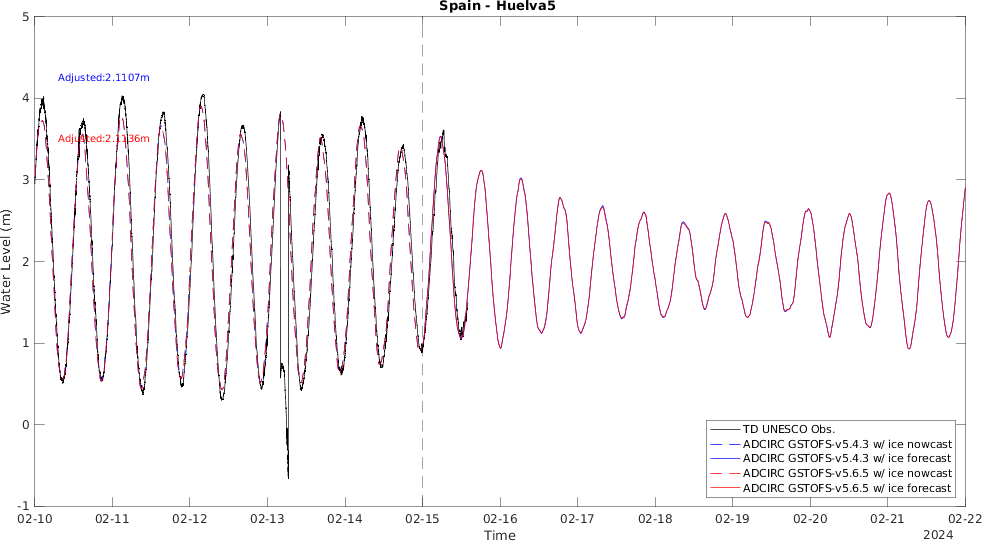 Spain - Huelva5
5
4
3
2
1
0
-1
Water Level (m)
Adjusted:2.1107m
Adjusted:2.1136m
TD UNESCO Obs.
ADCIRC GSTOFS-v5.4.3 w/ ice nowcast
ADCIRC GSTOFS-v5.4.3 w/ ice forecast
ADCIRC GSTOFS-v5.6.5 w/ ice nowcast
ADCIRC GSTOFS-v5.6.5 w/ ice forecast
02-10 02-11 02-12 02-13 02-14 02-15 02-16 02-17 02-18 02-19 02-20 02-21 02-22
Time
2024